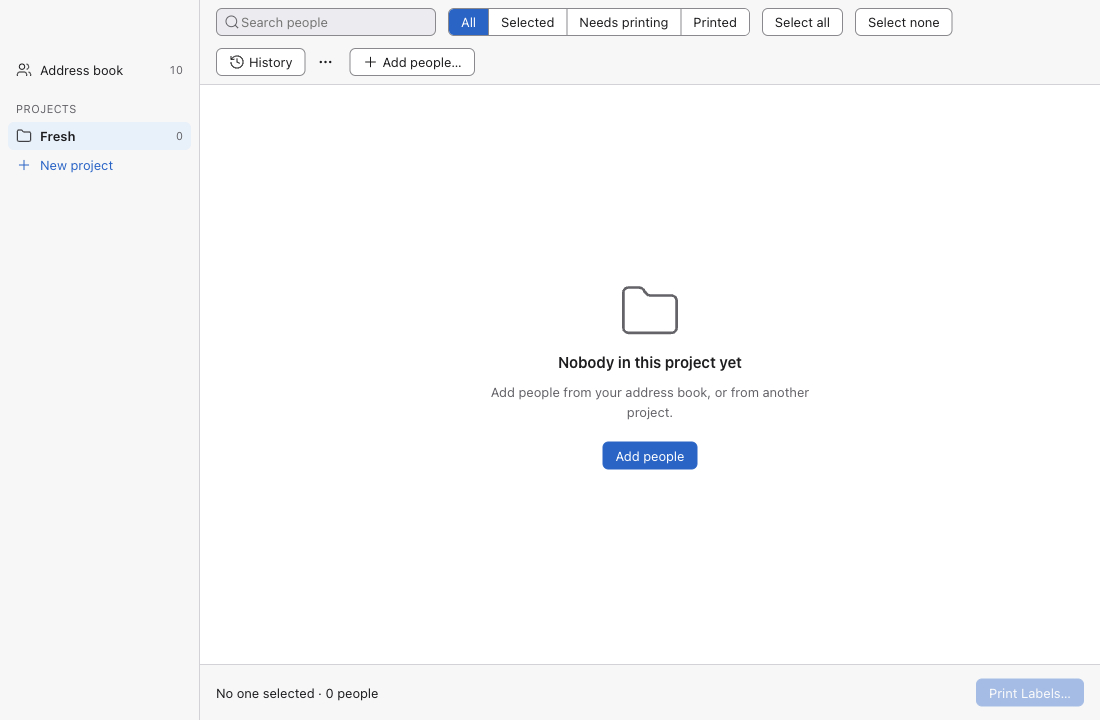 Search people
All
Selected
Needs printing
Printed
Select all
Select none
History
···
Add people…
Address book
10
PROJECTS
Fresh
0
New project
Nobody in this project yet
Add people from your address book, or from another
project.
Add people
No one selected · 0 people
Print Labels…